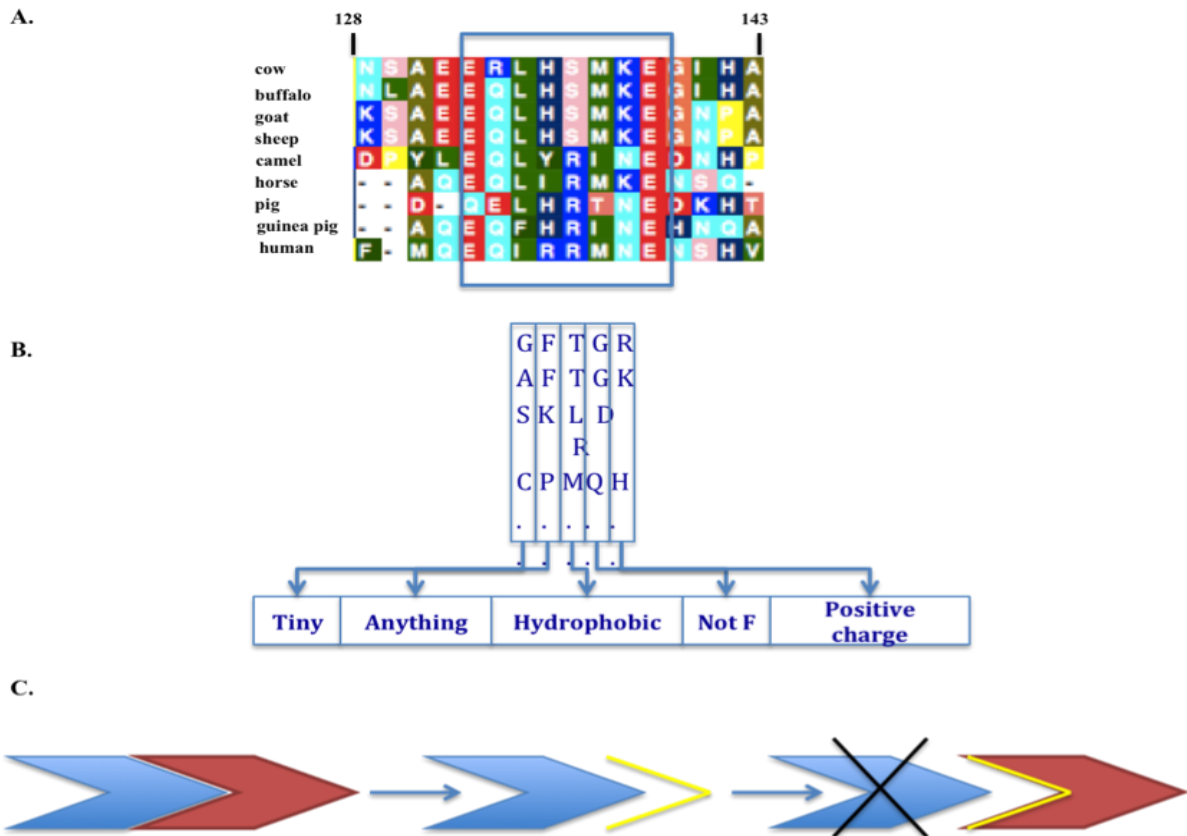 A.
128 143
cow N S A E E R L H S M K E G I H A
buffalo N L A E E Q L H S M K E G I H A
goat K S A E E Q L H S M K E G N P A
sheep K S A E E Q L H S M K E G N P A
camel D P Y L E Q L Y R I N E D N H P
horse - - A Q E Q L I R M K E N S Q -
pig - - D - Q E L H R T N E D K H T
guinea pig - - A Q E Q F H R I N E H N Q A
human F - M Q E Q I R R M N E N S H V
B.
G F T G R
A F T G K
S K L D
R
C P M Q H
. . . . .
. . . . .
Tiny Anything Hydrophobic Not F Positive
charge
C.